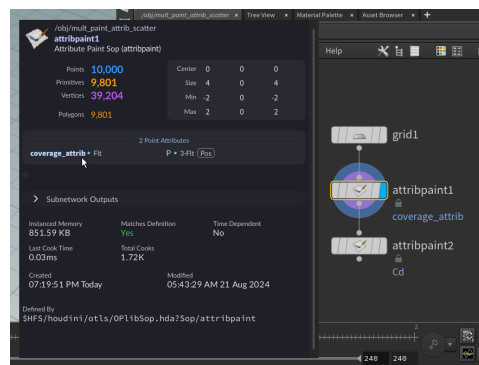 /obj/mult_paint_attrib_scatter × Tree View × Material Palette × Asset Browser × +
/obj/mult_paint_attrib_scatter
attribpaint1
Attribute Paint Sop (attribpaint)
Help
Points 10,000 Center 0 0 0
Primitives 9,801 Size 4 0 4
Vertices 39,204 Min -2 0 -2
Polygons 9,801 Max 2 0 2
2 Point Attributes
coverage_attrib • Flt P • 3-Flt Pos
Subnetwork Outputs
Instanced Memory Matches Definition Time Dependent
851.59 KB Yes No
Last Cook Time Total Cooks
0.03ms 1.72K
Created Modified
07:19:51 PM Today 05:43:29 AM 21 Aug 2024
Defined By
$HFS/houdini/otls/OPlibSop.hda?Sop/attribpaint
grid1
attribpaint1
coverage_attrib
attribpaint2
Cd
2
240 240